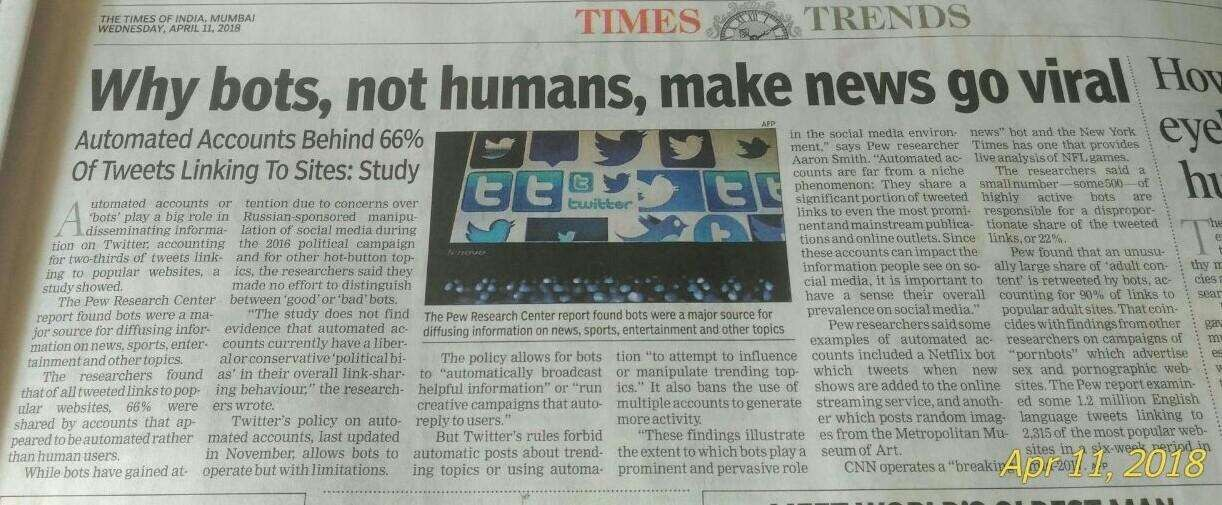 THE TIMES OF INDIA, MUMBAI
WEDNESDAY, APRIL 11, 2018
TIMES TRENDS
Why bots, not humans, make news go viral
Automated Accounts Behind 66%
Of Tweets Linking To Sites: Study
Automated accounts or
'bots' play a big role in
disseminating informa-
tion on Twitter, accounting
for two-thirds of tweets link-
ing to popular websites, a
study showed.
The Pew Research Center
report found bots were a ma-
jor source for diffusing infor-
mation on news, sports, enter-
tainment and other topics.
The researchers found
that of all tweeted links to pop-
ular websites, 66% were
shared by accounts that ap-
peared to be automated rather
than human users.
While bots have gained at-
tention due to concerns over
Russian-sponsored manipu-
lation of social media during
the 2016 political campaign
and for other hot-button top-
ics, the researchers said they
made no effort to distinguish
between 'good' or 'bad' bots.
"The study does not find
evidence that automated ac-
counts currently have a liber-
al or conservative 'political bi-
as' in their overall link-shar-
ing behaviour," the research-
ers wrote.
Twitter's policy on auto-
mated accounts, last updated
in November, allows bots to
operate but with limitations.
AFP
twitter
lenovo
The Pew Research Center report found bots were a major source for
diffusing information on news, sports, entertainment and other topics
The policy allows for bots
to "automatically broadcast
helpful information" or "run
creative campaigns that auto-
reply to users."
But Twitter's rules forbid
automatic posts about trend-
ing topics or using automa-
tion "to attempt to influence
or manipulate trending top-
ics." It also bans the use of
multiple accounts to generate
more activity.
"These findings illustrate
the extent to which bots play a
prominent and pervasive role
in the social media environ-
ment," says Pew researcher
Aaron Smith. "Automated ac-
counts are far from a niche
phenomenon: They share a
significant portion of tweeted
links to even the most promi-
nent and mainstream publica-
tions and online outlets. Since
these accounts can impact the
information people see on so-
cial media, it is important to
have a sense their overall
prevalence on social media."
Pew researchers said some
examples of automated ac-
counts included a Netflix bot
which tweets when new
shows are added to the online
streaming service, and anoth-
er which posts random imag-
es from the Metropolitan Mu-
seum of Art.
CNN operates a "breaking
news" bot and the New York
Times has one that provides
live analysis of NFL games.
The researchers said a
small number—some 500—of
highly active bots are
responsible for a dispropor-
tionate share of the tweeted
links, or 22%.
Pew found that an unusu-
ally large share of 'adult con-
tent' is retweeted by bots, ac-
counting for 90% of links to
popular adult sites. That coin-
cides with findings from other
researchers on campaigns of
"pornbots" which advertise
sex and pornographic web-
sites. The Pew report examin-
ed some 1.2 million English
language tweets linking to
2,315 of the most popular web-
sites in a six-week period in
Apr 11, 2018